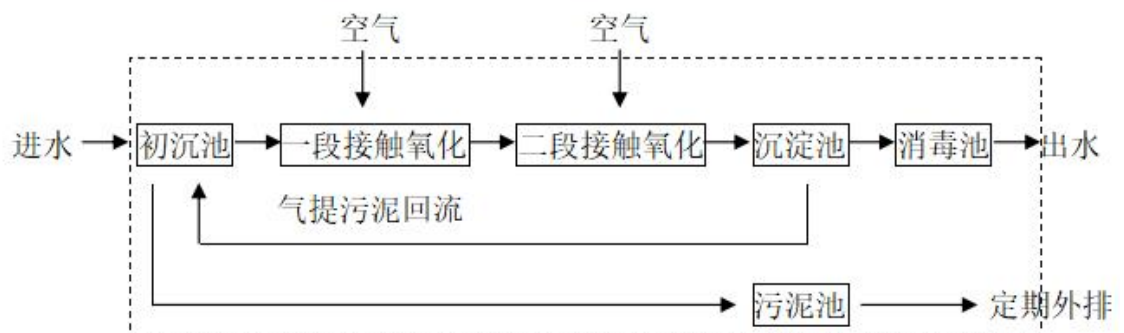 空气 空气
进水 初沉池 一段接触氧化 二段接触氧化 沉淀池 消毒池 出水
气提污泥回流
污泥池 定期外排